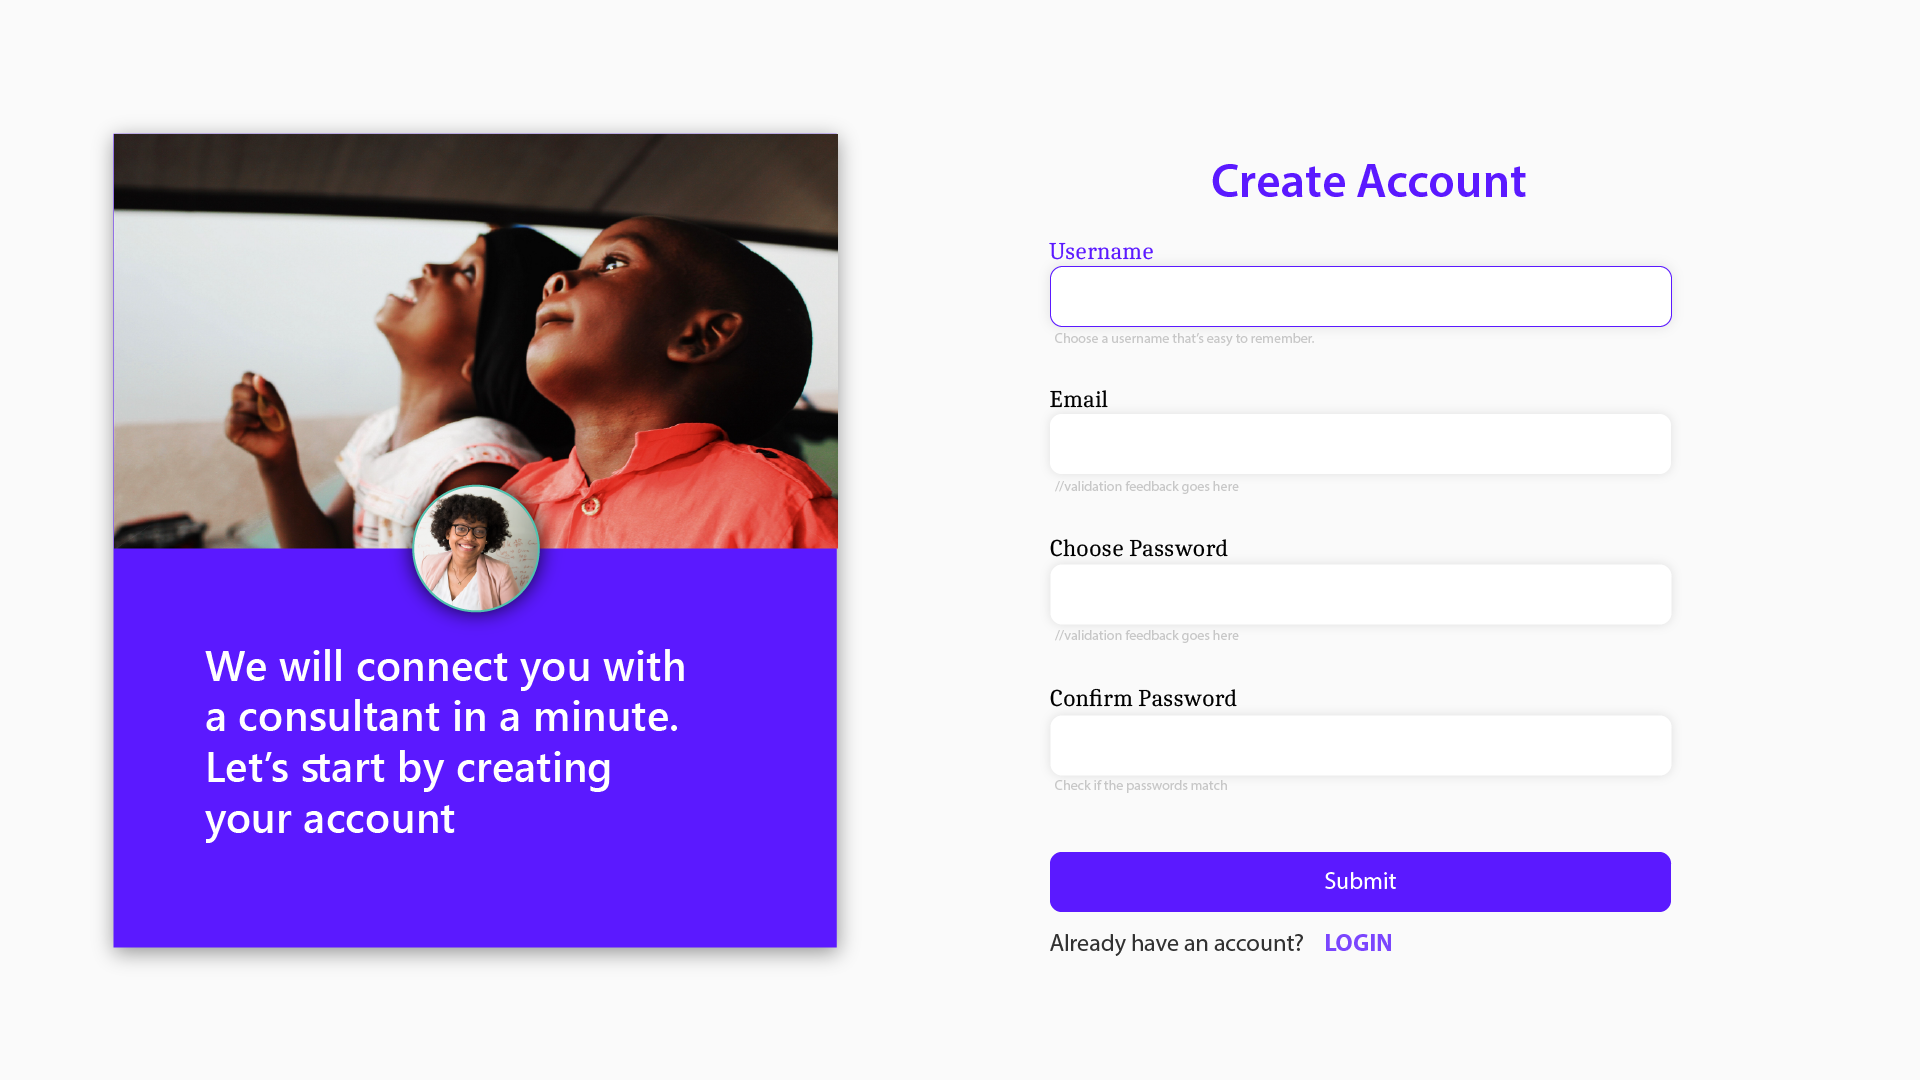 We will connect you with
a consultant in a minute.
Let’s start by creating
your account
Create Account
Username
Choose a username that’s easy to remember.
Email
//validation feedback goes here
Choose Password
//validation feedback goes here
Confirm Password
Check if the passwords match
Submit
Already have an account? LOGIN